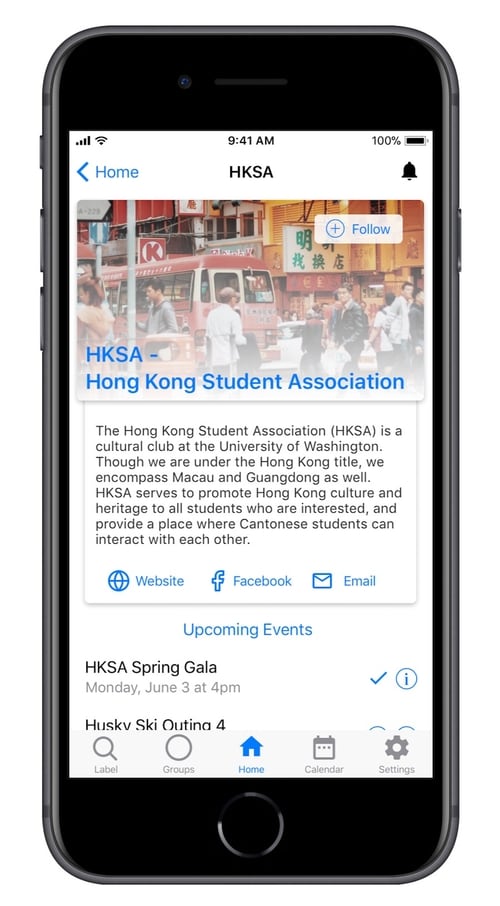 9:41 AM
100%
Home
HKSA
Follow
明
找换店
K
HKSA -
Hong Kong Student Association
The Hong Kong Student Association (HKSA) is a
cultural club at the University of Washington.
Though we are under the Hong Kong title, we
encompass Macau and Guangdong as well.
HKSA serves to promote Hong Kong culture and
heritage to all students who are interested, and
provide a place where Cantonese students can
interact with each other.
Website
Facebook
Email
Upcoming Events
HKSA Spring Gala
Monday, June 3 at 4pm
Husky Ski Outing 4
Label
Groups
Home
Calendar
Settings